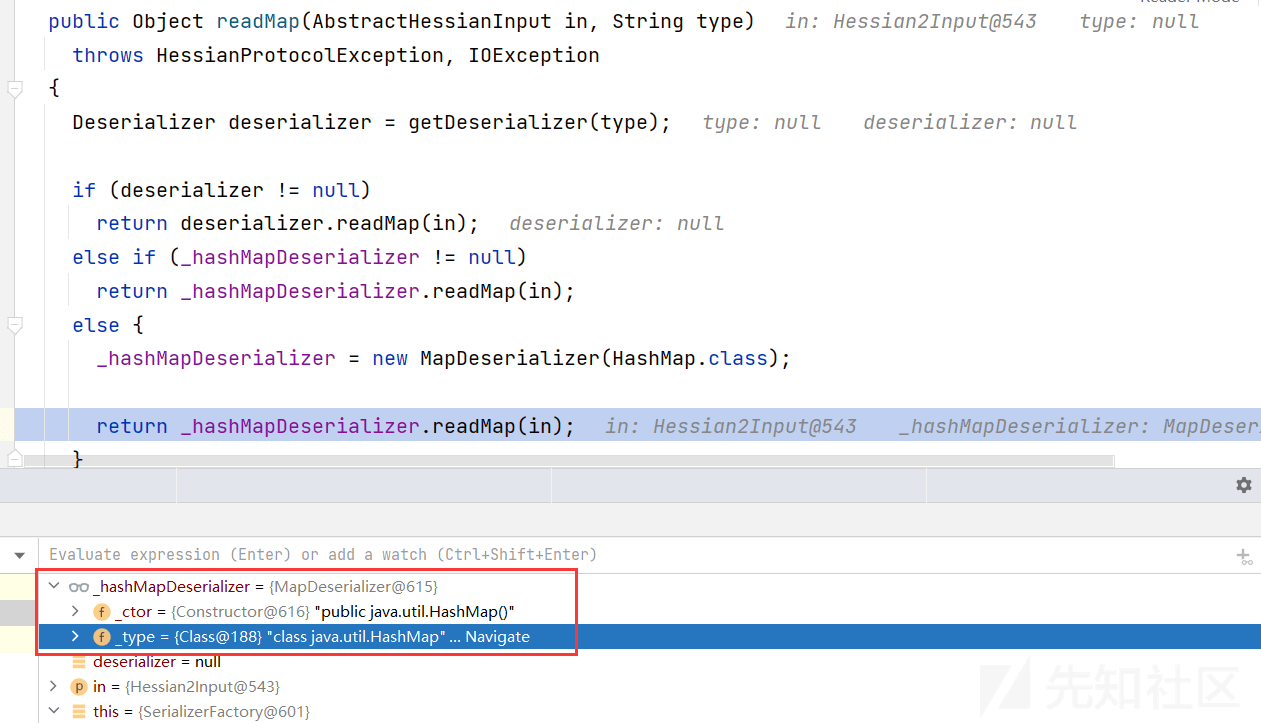 Reader Mode
public Object readMap(AbstractHessianInput in, String type)   in: Hessian2Input@543   type: null
throws HessianProtocolException, IOException
{
Deserializer deserializer = getDeserializer(type);   type: null   deserializer: null
if (deserializer != null)
return deserializer.readMap(in);   deserializer: null
else if (_hashMapDeserializer != null)
return _hashMapDeserializer.readMap(in);
else {
_hashMapDeserializer = new MapDeserializer(HashMap.class);
return _hashMapDeserializer.readMap(in);   in: Hessian2Input@543   _hashMapDeserializer: MapDeseri
}
Evaluate expression (Enter) or add a watch (Ctrl+Shift+Enter)
_hashMapDeserializer = {MapDeserializer@615}
f _ctor = {Constructor@616} "public java.util.HashMap()"
f _type = {Class@188} "class java.util.HashMap" ... Navigate
deserializer = null
p in = {Hessian2Input@543}
this = {SerializerFactory@601}
先知社区